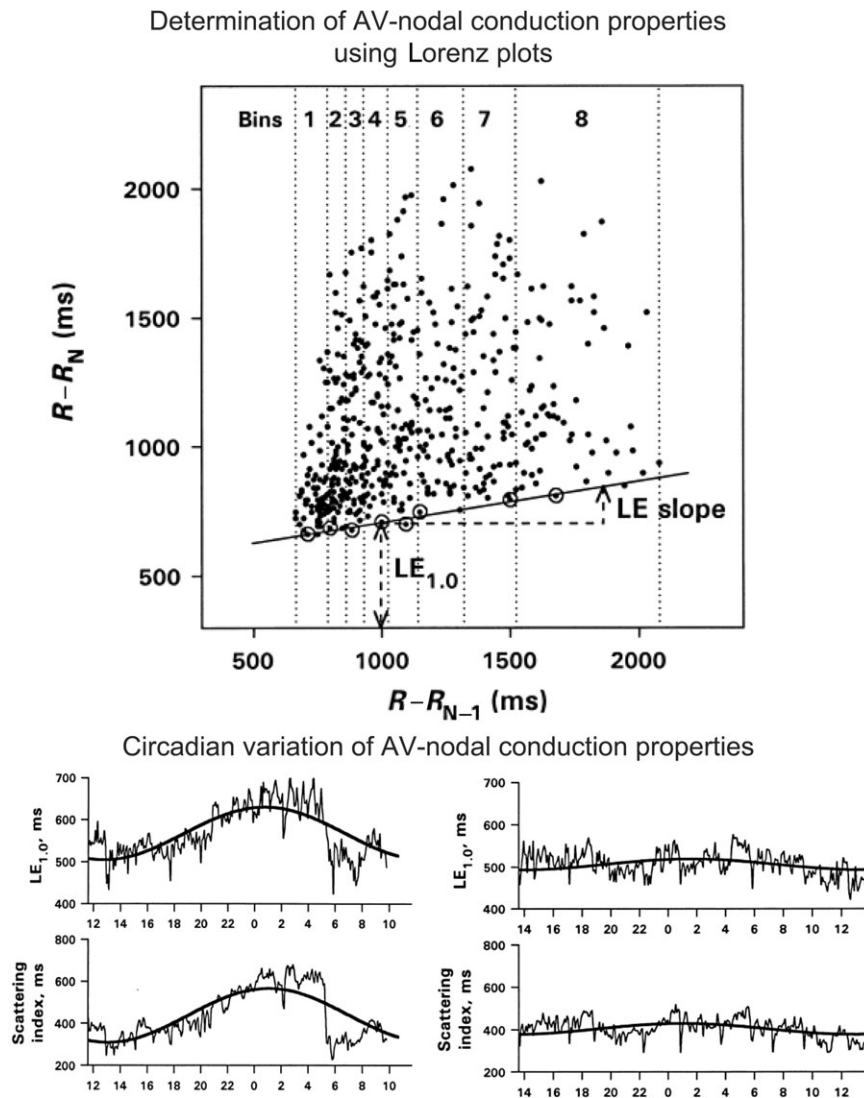 Determination of AV-nodal conduction properties
using Lorenz plots
Bins 1 2 3 4 5 6 7 8
2000
1500
1000
500
R–R_N (ms)
LE slope
LE_1.0
500 1000 1500 2000
R–R_N–1 (ms)
Circadian variation of AV-nodal conduction properties
LE_1.0, ms
700
600
500
400
12 14 16 18 20 22 0 2 4 6 8 10
LE_1.0, ms
700
600
500
400
14 16 18 20 22 0 2 4 6 8 10 12
Scattering
index, ms
800
600
400
200
12 14 16 18 20 22 0 2 4 6 8 10
Scattering
index, ms
800
600
400
200
14 16 18 20 22 0 2 4 6 8 10 12